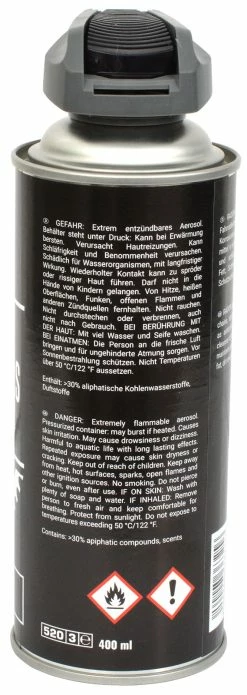 GEFAHR: Extrem entzündbares Aerosol.
Behälter steht unter Druck: Kann bei Erwärmung
bersten. Verursacht Hautreizungen. Kann
Schläfrigkeit und Benommenheit verursachen.
Schädlich für Wasserorganismen, mit langfristiger
Wirkung. Wiederholter Kontakt kann zu spröder
oder rissiger Haut führen. Darf nicht in die
Hände von Kindern gelangen. Von Hitze, heißen
Oberflächen, Funken, offenen Flammen und
anderen Zündquellen fernhalten. Nicht rauchen.
Nicht durchstechen oder verbrennen, auch
nicht nach Gebrauch. BEI BERÜHRUNG MIT
DER HAUT: Mit viel Wasser und Seife waschen.
BEI EINATMEN: Die Person an die frische Luft
bringen und für ungehinderte Atmung sorgen. Vor
Sonnenbestrahlung schützen. Nicht Temperaturen
über 50 °C/122 °F aussetzen.
Enthält: >30% aliphatische Kohlenwasserstoffe,
Duftstoffe
DANGER: Extremely flammable aerosol.
Pressurized container: may burst if heated. Causes
skin irritation. May cause drowsiness or dizziness.
Harmful to aquatic life with long lasting effects.
Repeated exposure may cause skin dryness or
cracking. Keep out of reach of children. Keep away
from heat, hot surfaces, sparks, open flames and
other ignition sources. No smoking. Do not pierce
or burn, even after use. IF ON SKIN: Wash with
plenty of soap and water. IF INHALED: Remove
person to fresh air and keep comfortable for
breathing. Protect from sunlight. Do not expose to
temperatures exceeding 50 °C/122 °F.
Contains: >30% aliphatic compounds, scents
520 3
400 ml